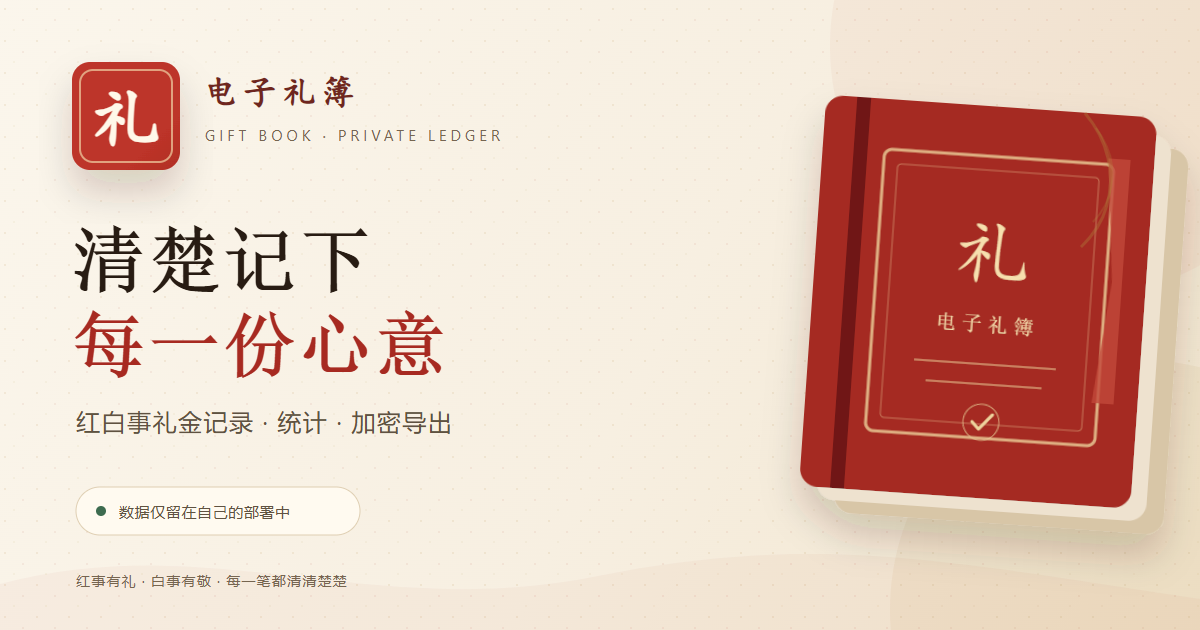 礼
电子礼簿
GIFT BOOK · PRIVATE LEDGER
清楚记下
每一份心意
红白事礼金记录 · 统计 · 加密导出
数据仅留在自己的部署中
红事有礼 · 白事有敬 · 每一笔都清清楚楚
礼
电子礼簿